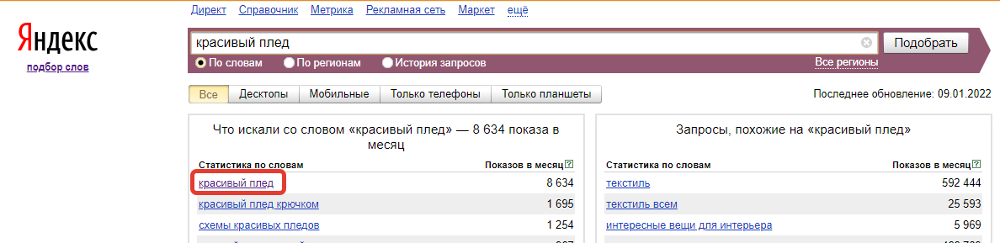 Директ Справочник Метрика Рекламная сеть Маркет ещё
Яндекс
подбор слов
красивый плед
Подобрать
По словам По регионам История запросов Все регионы
Все Десктопы Мобильные Только телефоны Только планшеты
Последнее обновление: 09.01.2022
Что искали со словом «красивый плед» — 8 634 показа в
месяц
Статистика по словам Показов в месяц ?
красивый плед 8 634
красивый плед крючком 1 695
схемы красивых пледов 1 254
Запросы, похожие на «красивый плед»
Статистика по словам Показов в месяц ?
текстиль 592 444
текстиль всем 25 593
интересные вещи для интерьера 5 969